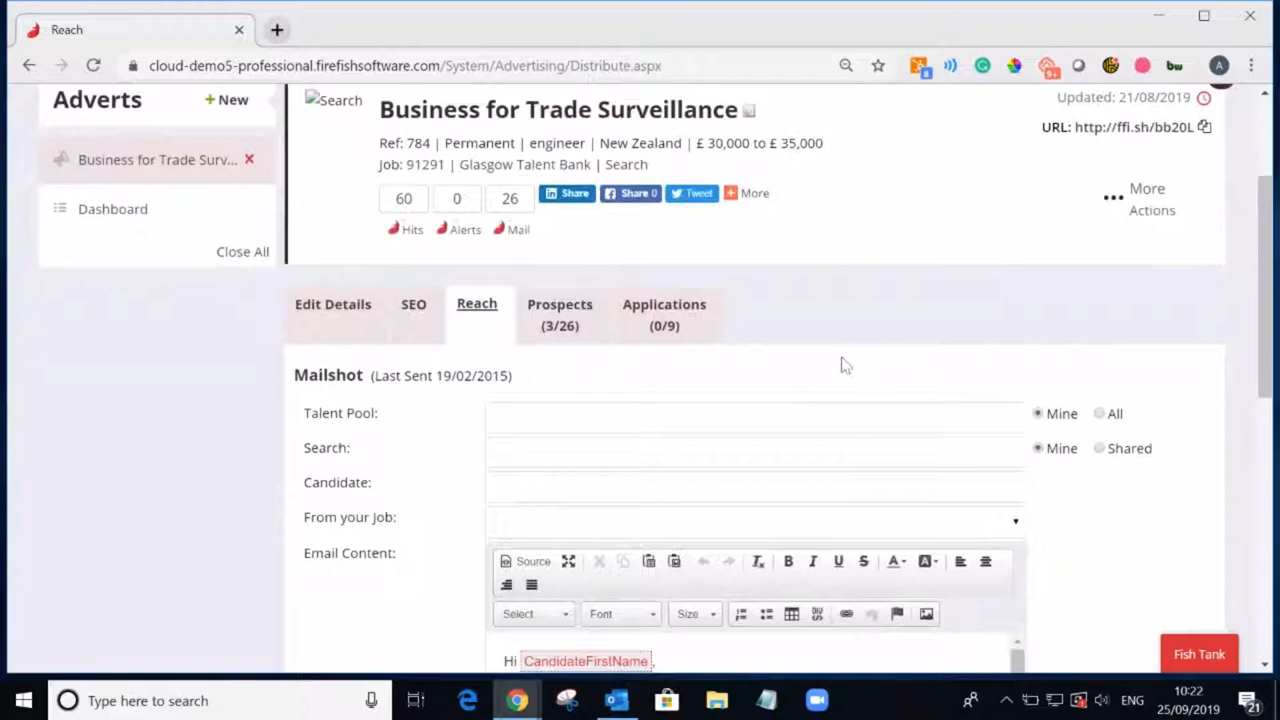 Reach
cloud-demo5-professional.firefishsoftware.com/System/Advertising/Distribute.aspx
8
9+
bw
A
Adverts
+ New
Business for Trade Surv...
Dashboard
Close All
Search
Business for Trade Surveillance
Ref: 784 | Permanent | engineer | New Zealand | £ 30,000 to £ 35,000
Job: 91291 | Glasgow Talent Bank | Search
60 0 26 in Share f Share 0 Tweet + More
Hits Alerts Mail
Updated: 21/08/2019
URL: http://ffi.sh/bb20L
More
Actions
Edit Details SEO Reach Prospects Applications
(3/26) (0/9)
Mailshot (Last Sent 19/02/2015)
Talent Pool: Mine All
Search: Mine Shared
Candidate:
From your Job:
Email Content:
Source B I U S A A
Select Font Size
Hi CandidateFirstName,
Fish Tank
Type here to search
ENG
10:22
25/09/2019
21